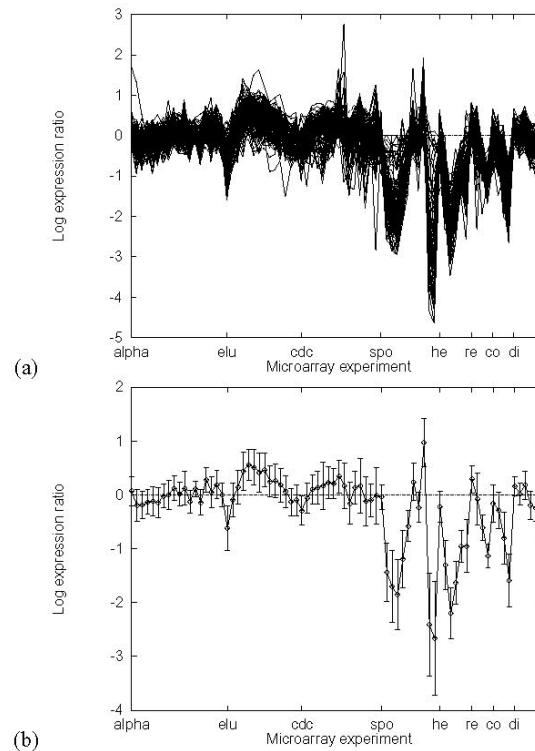 3
2
1
0
-1
-2
-3
-4
-5
Log expression ratio
alpha elu cdc spo he re co di
Microarray experiment
(a)
2
1
0
-1
-2
-3
-4
Log expression ratio
alpha elu cdc spo he re co di
Microarray experiment
(b)